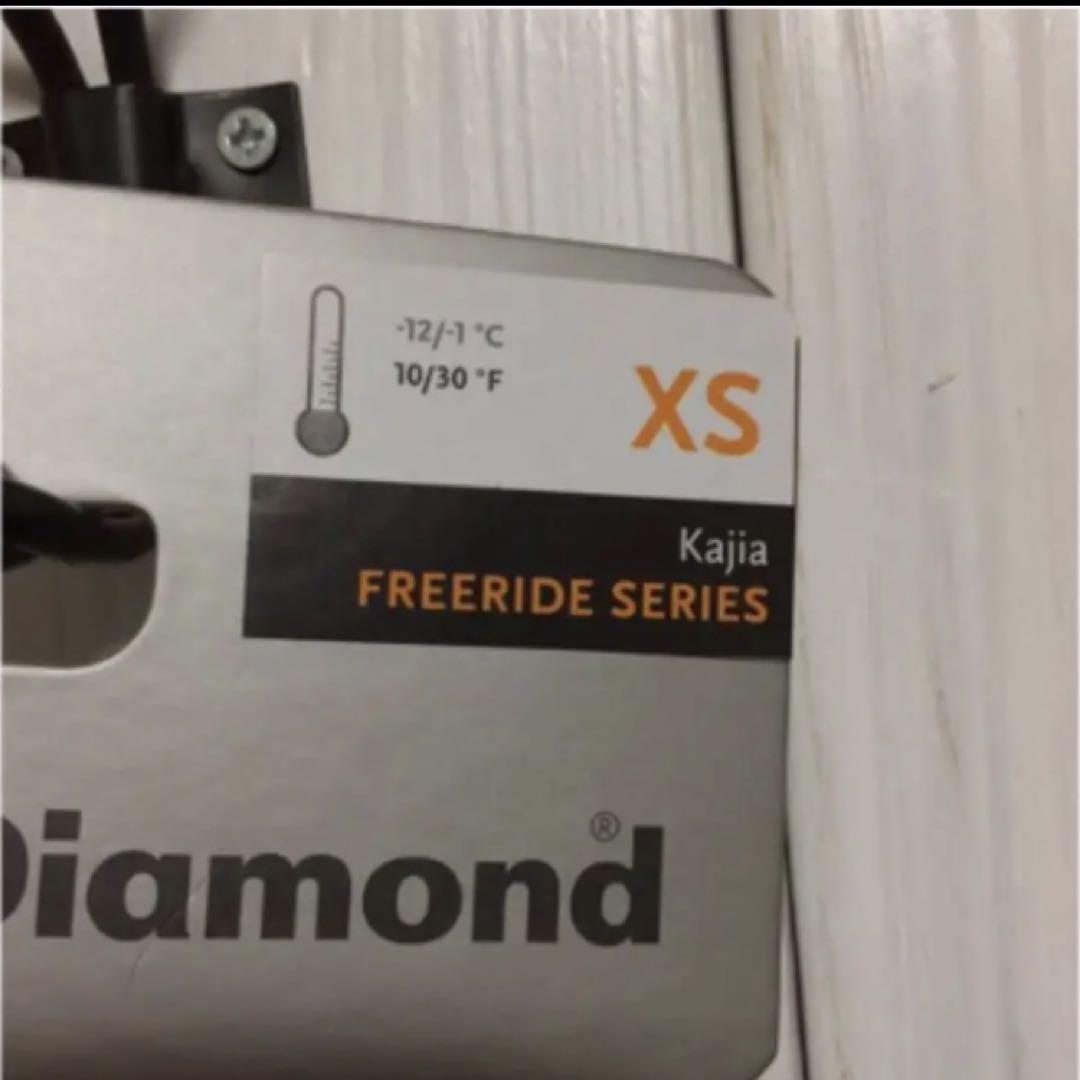 -12/-1 °C
10/30 °F
XS
Kajia
FREERIDE SERIES
Diamond®